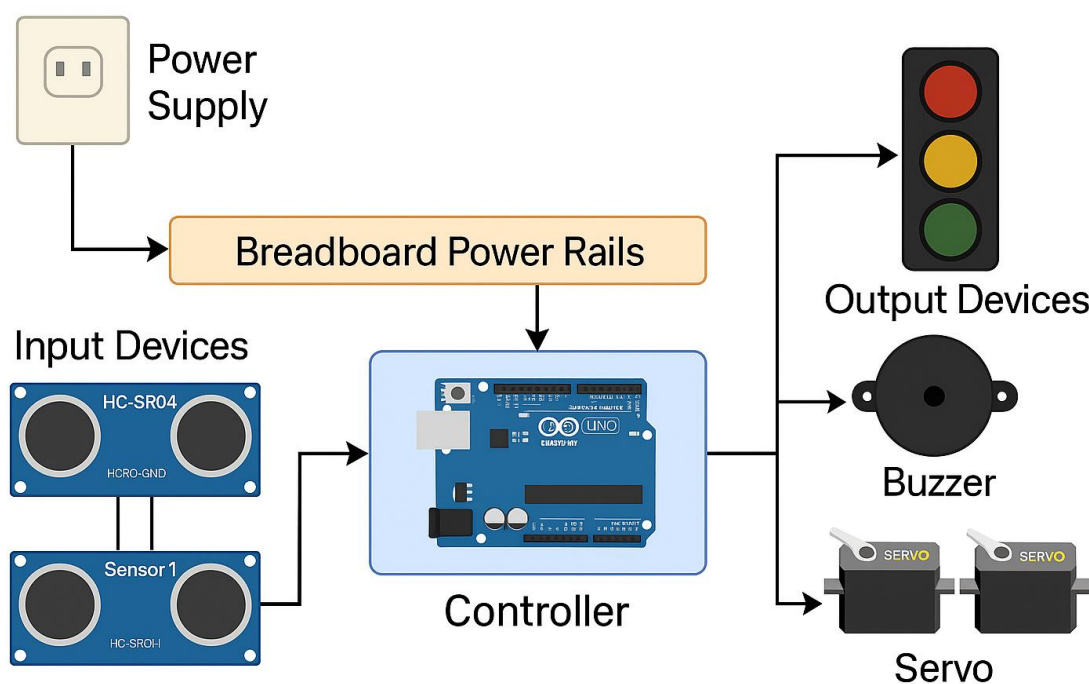 Power
Supply
Breadboard Power Rails
Input Devices
HC-SR04
HCRO-GND
Sensor 1
HC-SROI-I
UNO
Controller
Output Devices
Buzzer
SERVO
SERVO
Servo